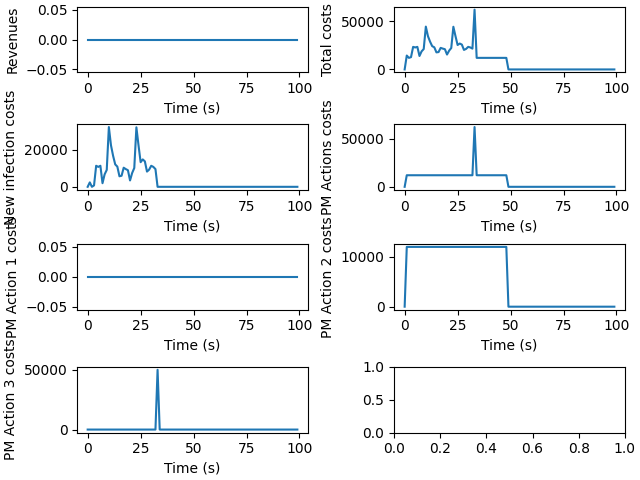 Revenues
0.05
0.00
−0.05
0 25 50 75 100
Time (s)
Total costs
50000
0
0 25 50 75 100
Time (s)
New infection costs
20000
0
0 25 50 75 100
Time (s)
PM Actions costs
50000
0
0 25 50 75 100
Time (s)
PM Action 1 costs
0.05
0.00
−0.05
0 25 50 75 100
Time (s)
PM Action 2 costs
10000
0
0 25 50 75 100
Time (s)
PM Action 3 costs
50000
0
0 25 50 75 100
Time (s)
1.0
0.5
0.0
0.0 0.2 0.4 0.6 0.8 1.0